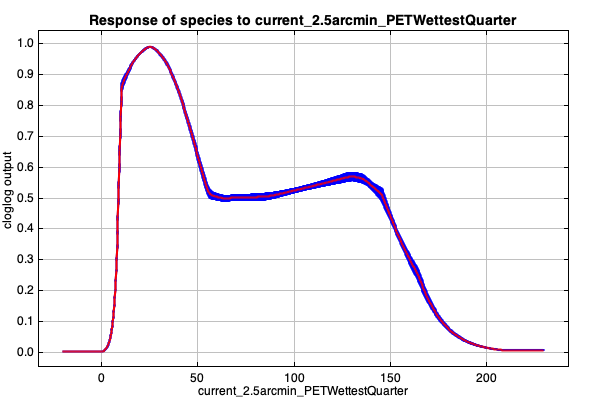 Response of species to current_2.5arcmin_PETWettestQuarter
cloglog output
1.0
0.9
0.8
0.7
0.6
0.5
0.4
0.3
0.2
0.1
0.0
0 50 100 150 200
current_2.5arcmin_PETWettestQuarter